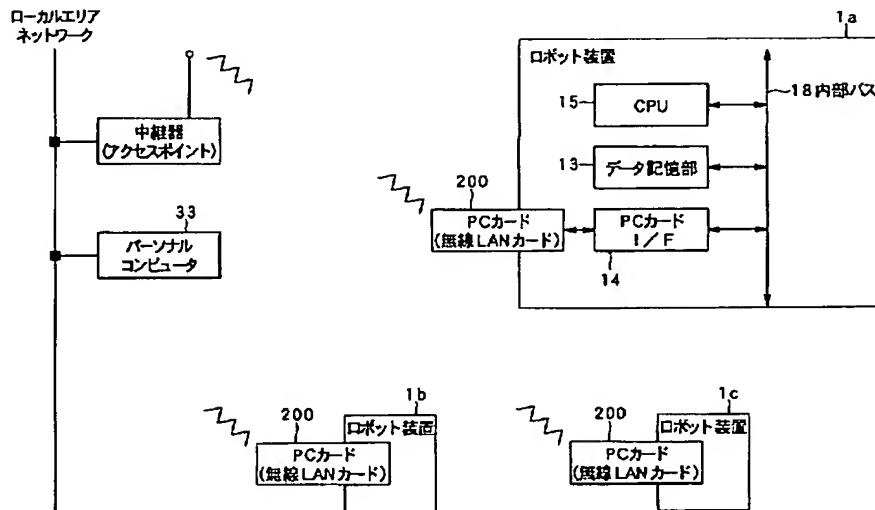 ローカルエリア
ネットワーク
中継器
(アクセスポイント)
33
パーソナル
コンピュータ
1a
ロボット装置
15
CPU
18内部バス
13
データ記憶部
200
PCカード
(無線LANカード)
PCカード
I/F
14
1b
200
ロボット装置
PCカード
(無線LANカード)
1c
200
ロボット装置
PCカード
(無線LANカード)